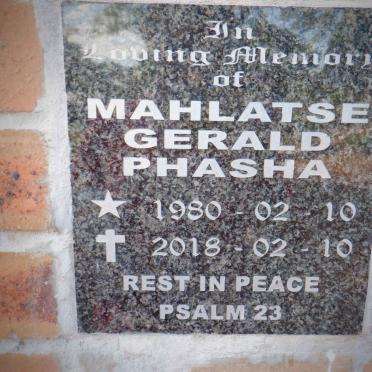 In
Loving Memory
of
MAHLATSE
GERALD
PHASHA
1980 - 02 - 10
2018 - 02 - 10
REST IN PEACE
PSALM 23